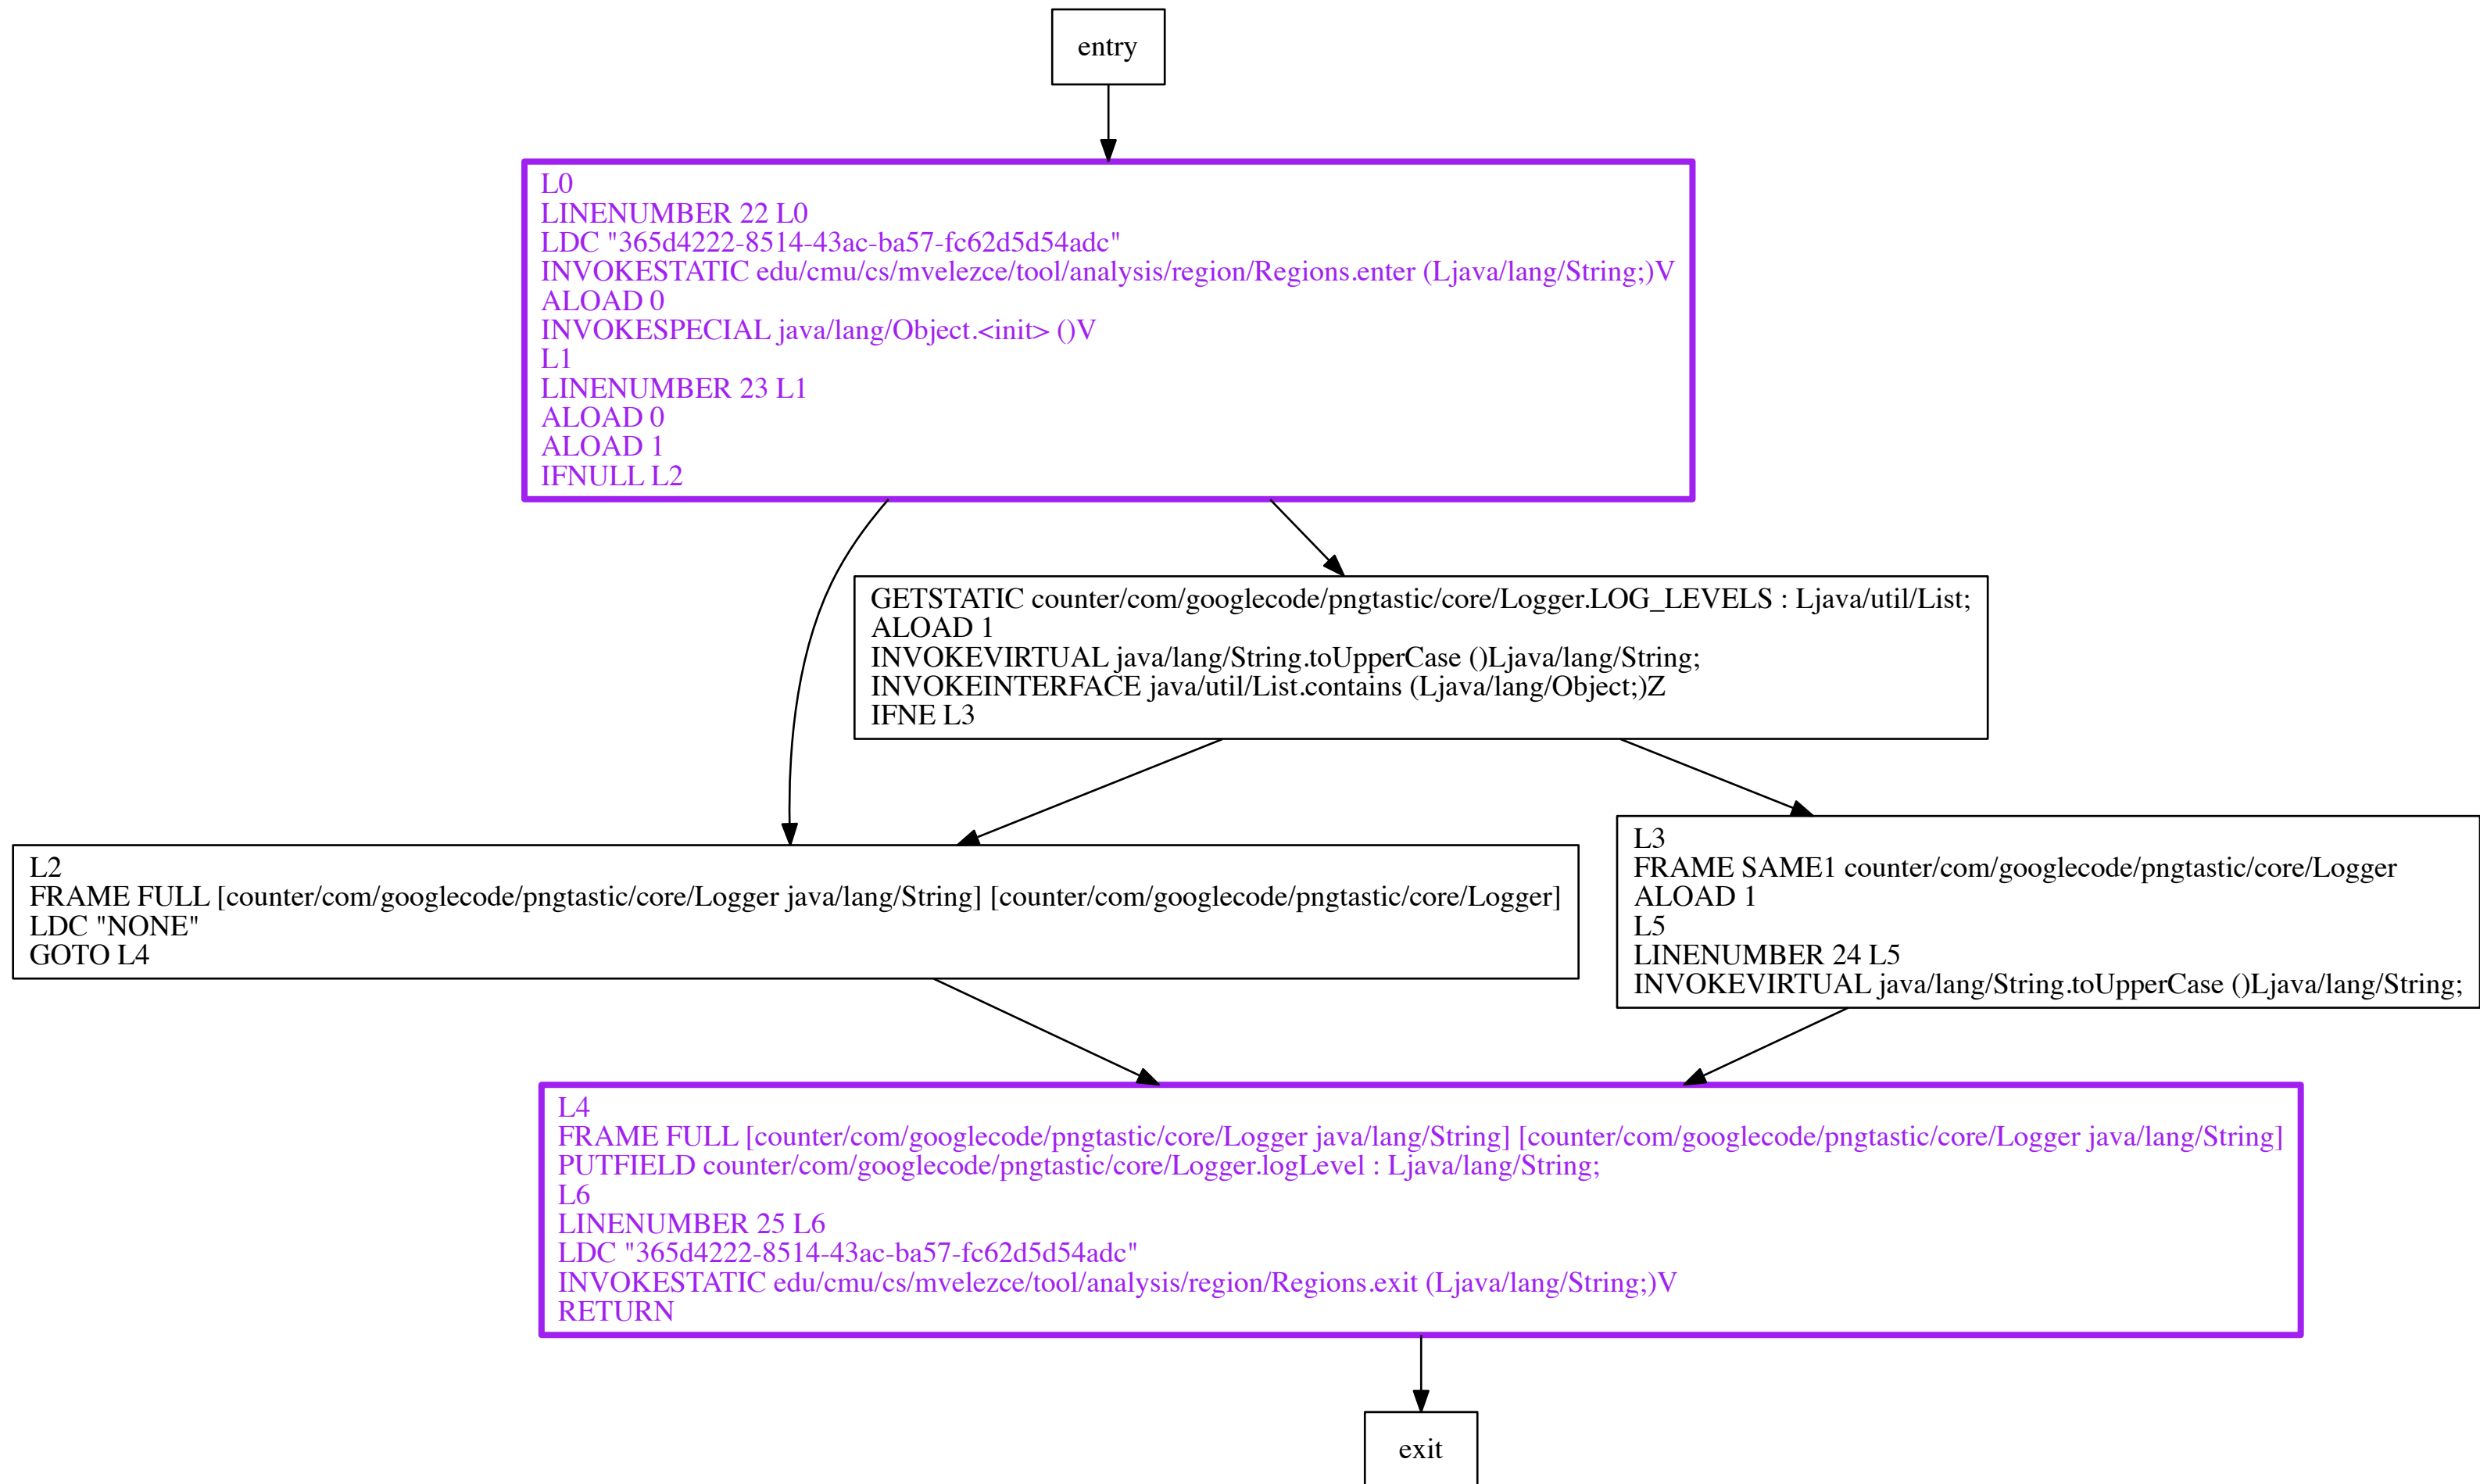 entry
L0
LINENUMBER 22 L0
LDC "365d4222-8514-43ac-ba57-fc62d5d54adc"
INVOKESTATIC edu/cmu/cs/mvelezce/tool/analysis/region/Regions.enter (Ljava/lang/String;)V
ALOAD 0
INVOKESPECIAL java/lang/Object.<init> ()V
L1
LINENUMBER 23 L1
ALOAD 0
ALOAD 1
IFNULL L2
GETSTATIC counter/com/googlecode/pngtastic/core/Logger.LOG_LEVELS : Ljava/util/List;
ALOAD 1
INVOKEVIRTUAL java/lang/String.toUpperCase ()Ljava/lang/String;
INVOKEINTERFACE java/util/List.contains (Ljava/lang/Object;)Z
IFNE L3
L2
FRAME FULL [counter/com/googlecode/pngtastic/core/Logger java/lang/String] [counter/com/googlecode/pngtastic/core/Logger]
LDC "NONE"
GOTO L4
L3
FRAME SAME1 counter/com/googlecode/pngtastic/core/Logger
ALOAD 1
L5
LINENUMBER 24 L5
INVOKEVIRTUAL java/lang/String.toUpperCase ()Ljava/lang/String;
L4
FRAME FULL [counter/com/googlecode/pngtastic/core/Logger java/lang/String] [counter/com/googlecode/pngtastic/core/Logger java/lang/String]
PUTFIELD counter/com/googlecode/pngtastic/core/Logger.logLevel : Ljava/lang/String;
L6
LINENUMBER 25 L6
LDC "365d4222-8514-43ac-ba57-fc62d5d54adc"
INVOKESTATIC edu/cmu/cs/mvelezce/tool/analysis/region/Regions.exit (Ljava/lang/String;)V
RETURN
exit